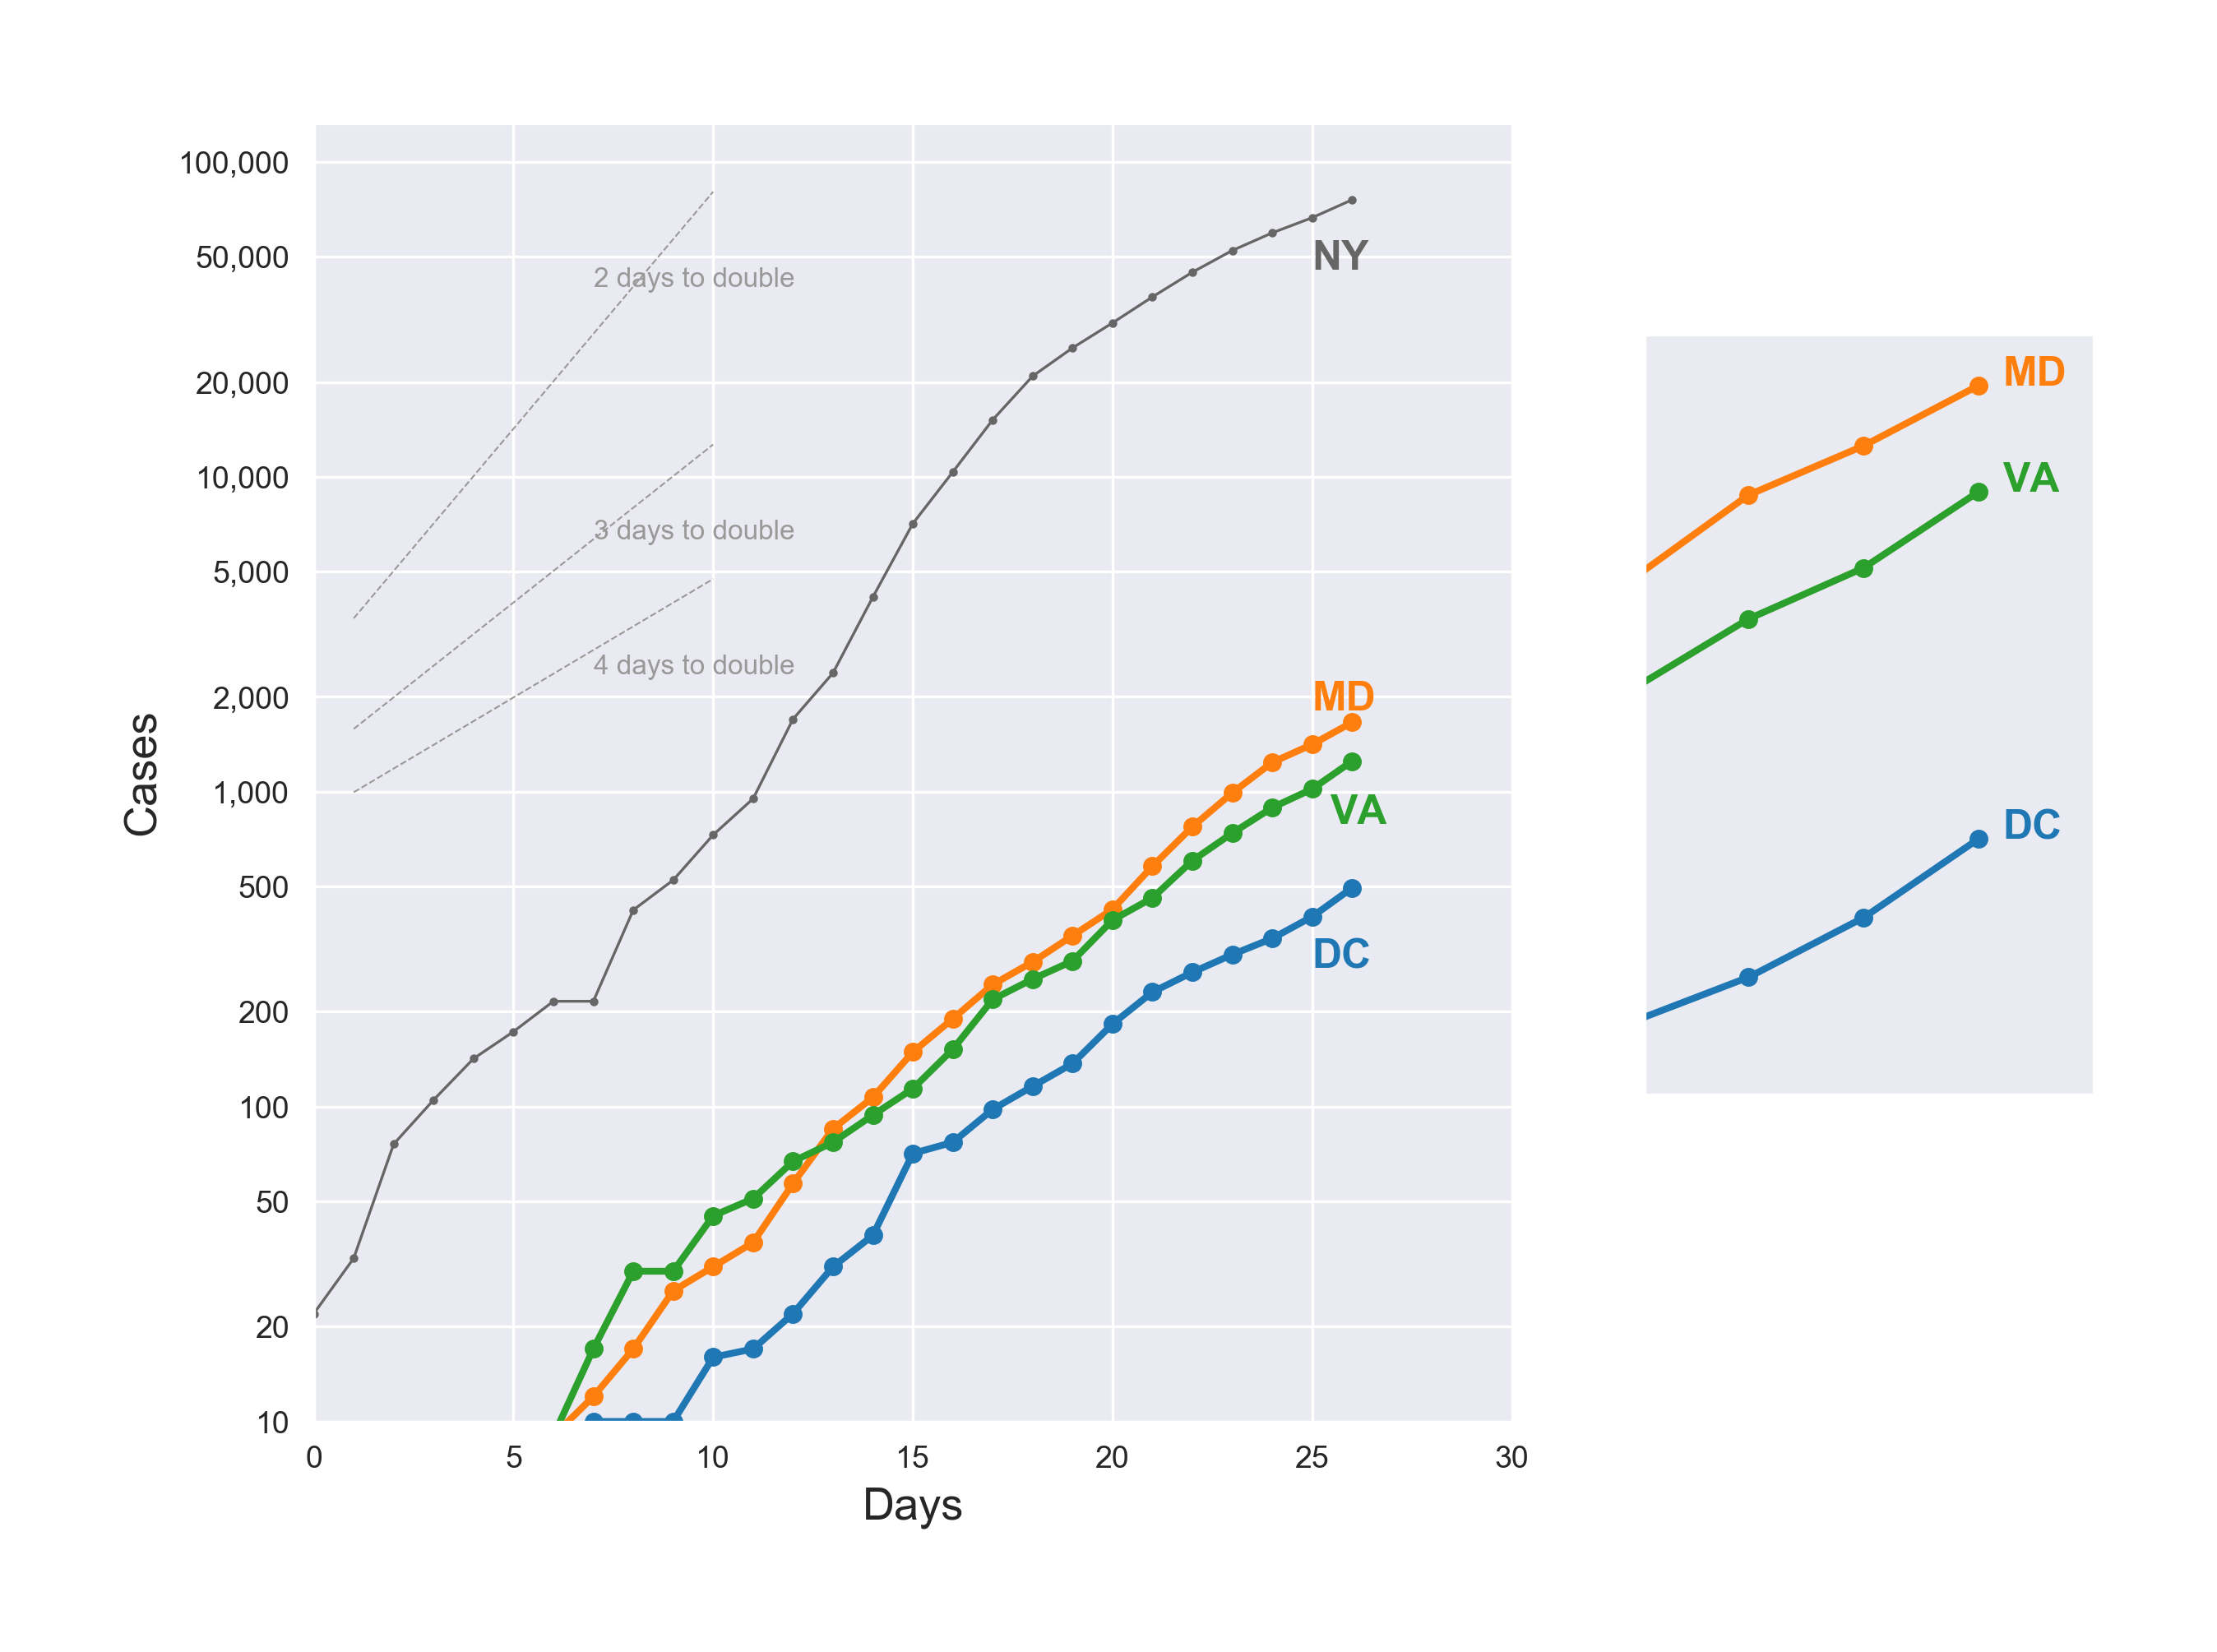 100,000
50,000
20,000
10,000
5,000
2,000
1,000
500
200
100
50
20
10
Cases
0 5 10 15 20 25 30
Days
2 days to double
3 days to double
4 days to double
NY
MD
VA
DC
MD
VA
DC